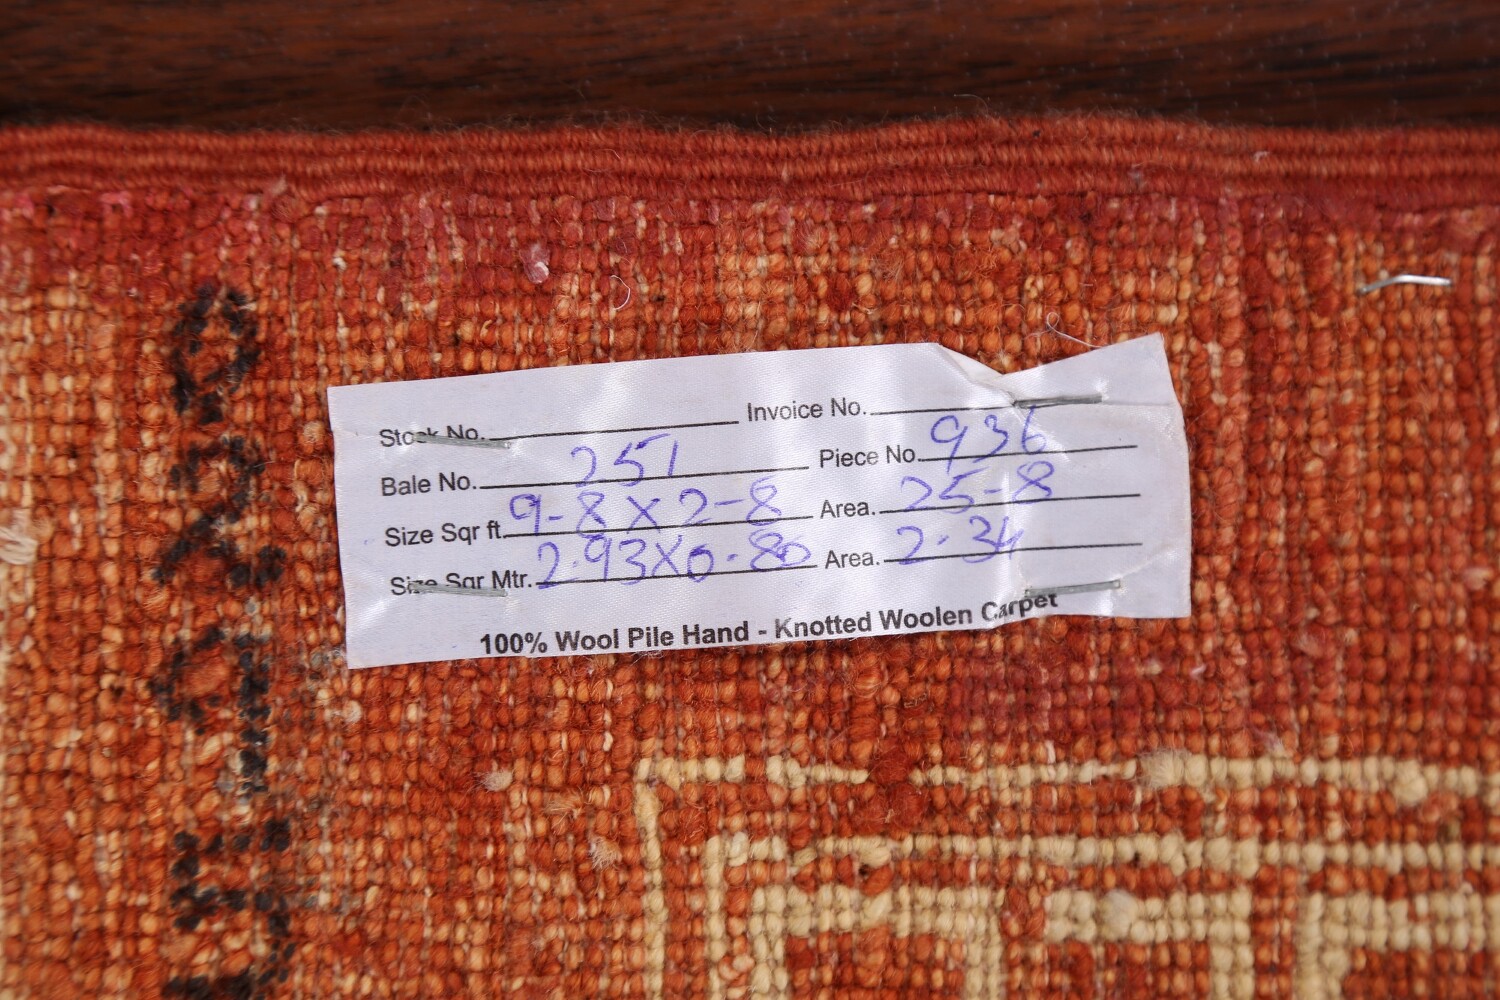 Stock No. Invoice No.
Bale No. 251 Piece No. 936
Size Sqr ft. 9-8 X 2-8 Area. 25-8
Size Sqr Mtr. 2.93X0.80 Area. 2.34
100% Wool Pile Hand - Knotted Woolen Carpet